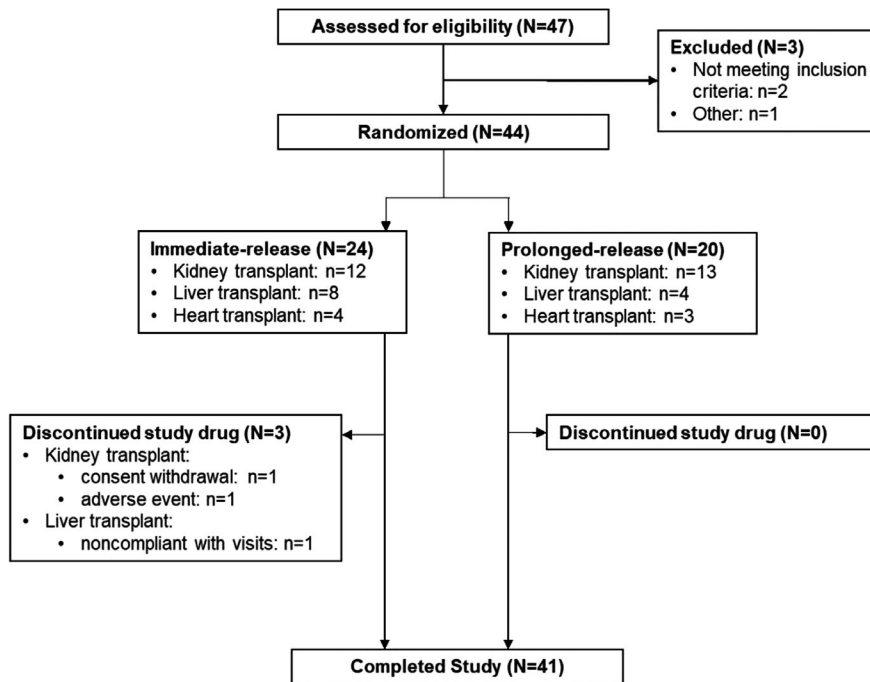 Assessed for eligibility (N=47)
Excluded (N=3)
• Not meeting inclusion
criteria: n=2
• Other: n=1
Randomized (N=44)
Immediate-release (N=24)
• Kidney transplant: n=12
• Liver transplant: n=8
• Heart transplant: n=4
Prolonged-release (N=20)
• Kidney transplant: n=13
• Liver transplant: n=4
• Heart transplant: n=3
Discontinued study drug (N=3)
• Kidney transplant:
• consent withdrawal: n=1
• adverse event: n=1
• Liver transplant:
• noncompliant with visits: n=1
Discontinued study drug (N=0)
Completed Study (N=41)